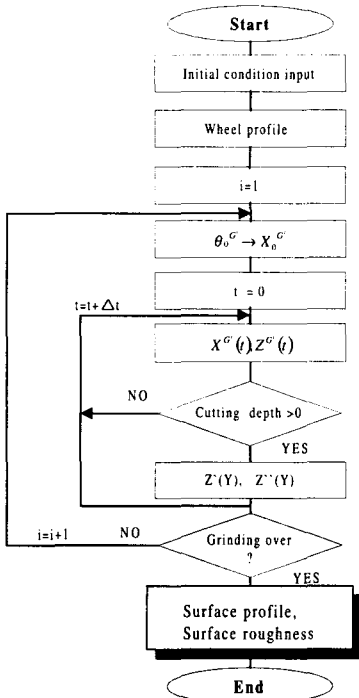 Start
Initial condition input
Wheel profile
i=1
θ₀^G' → X₀^G'
t = 0
t=t+Δt
X^G'(t),Z^G'(t)
NO
Cutting depth >0
YES
Z`(Y), Z``(Y)
i=i+1
NO
Grinding over
?
YES
Surface profile,
Surface roughness
End